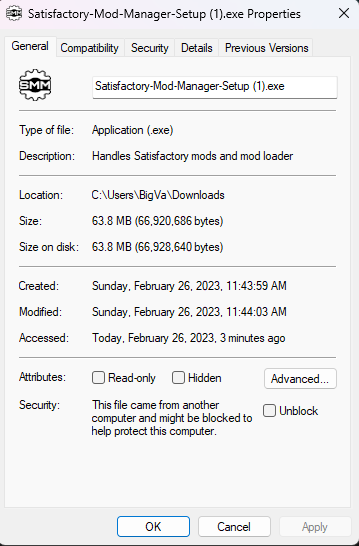 Satisfactory-Mod-Manager-Setup (1).exe Properties
General Compatibility Security Details Previous Versions
SMM
Satisfactory-Mod-Manager-Setup (1).exe
Type of file: Application (.exe)
Description: Handles Satisfactory mods and mod loader
Location: C:\Users\BigVa\Downloads
Size: 63.8 MB (66,920,686 bytes)
Size on disk: 63.8 MB (66,928,640 bytes)
Created: Sunday, February 26, 2023, 11:43:59 AM
Modified: Sunday, February 26, 2023, 11:44:03 AM
Accessed: Today, February 26, 2023, 3 minutes ago
Attributes: Read-only Hidden Advanced...
Security: This file came from another
computer and might be blocked to
help protect this computer.
Unblock
OK Cancel Apply